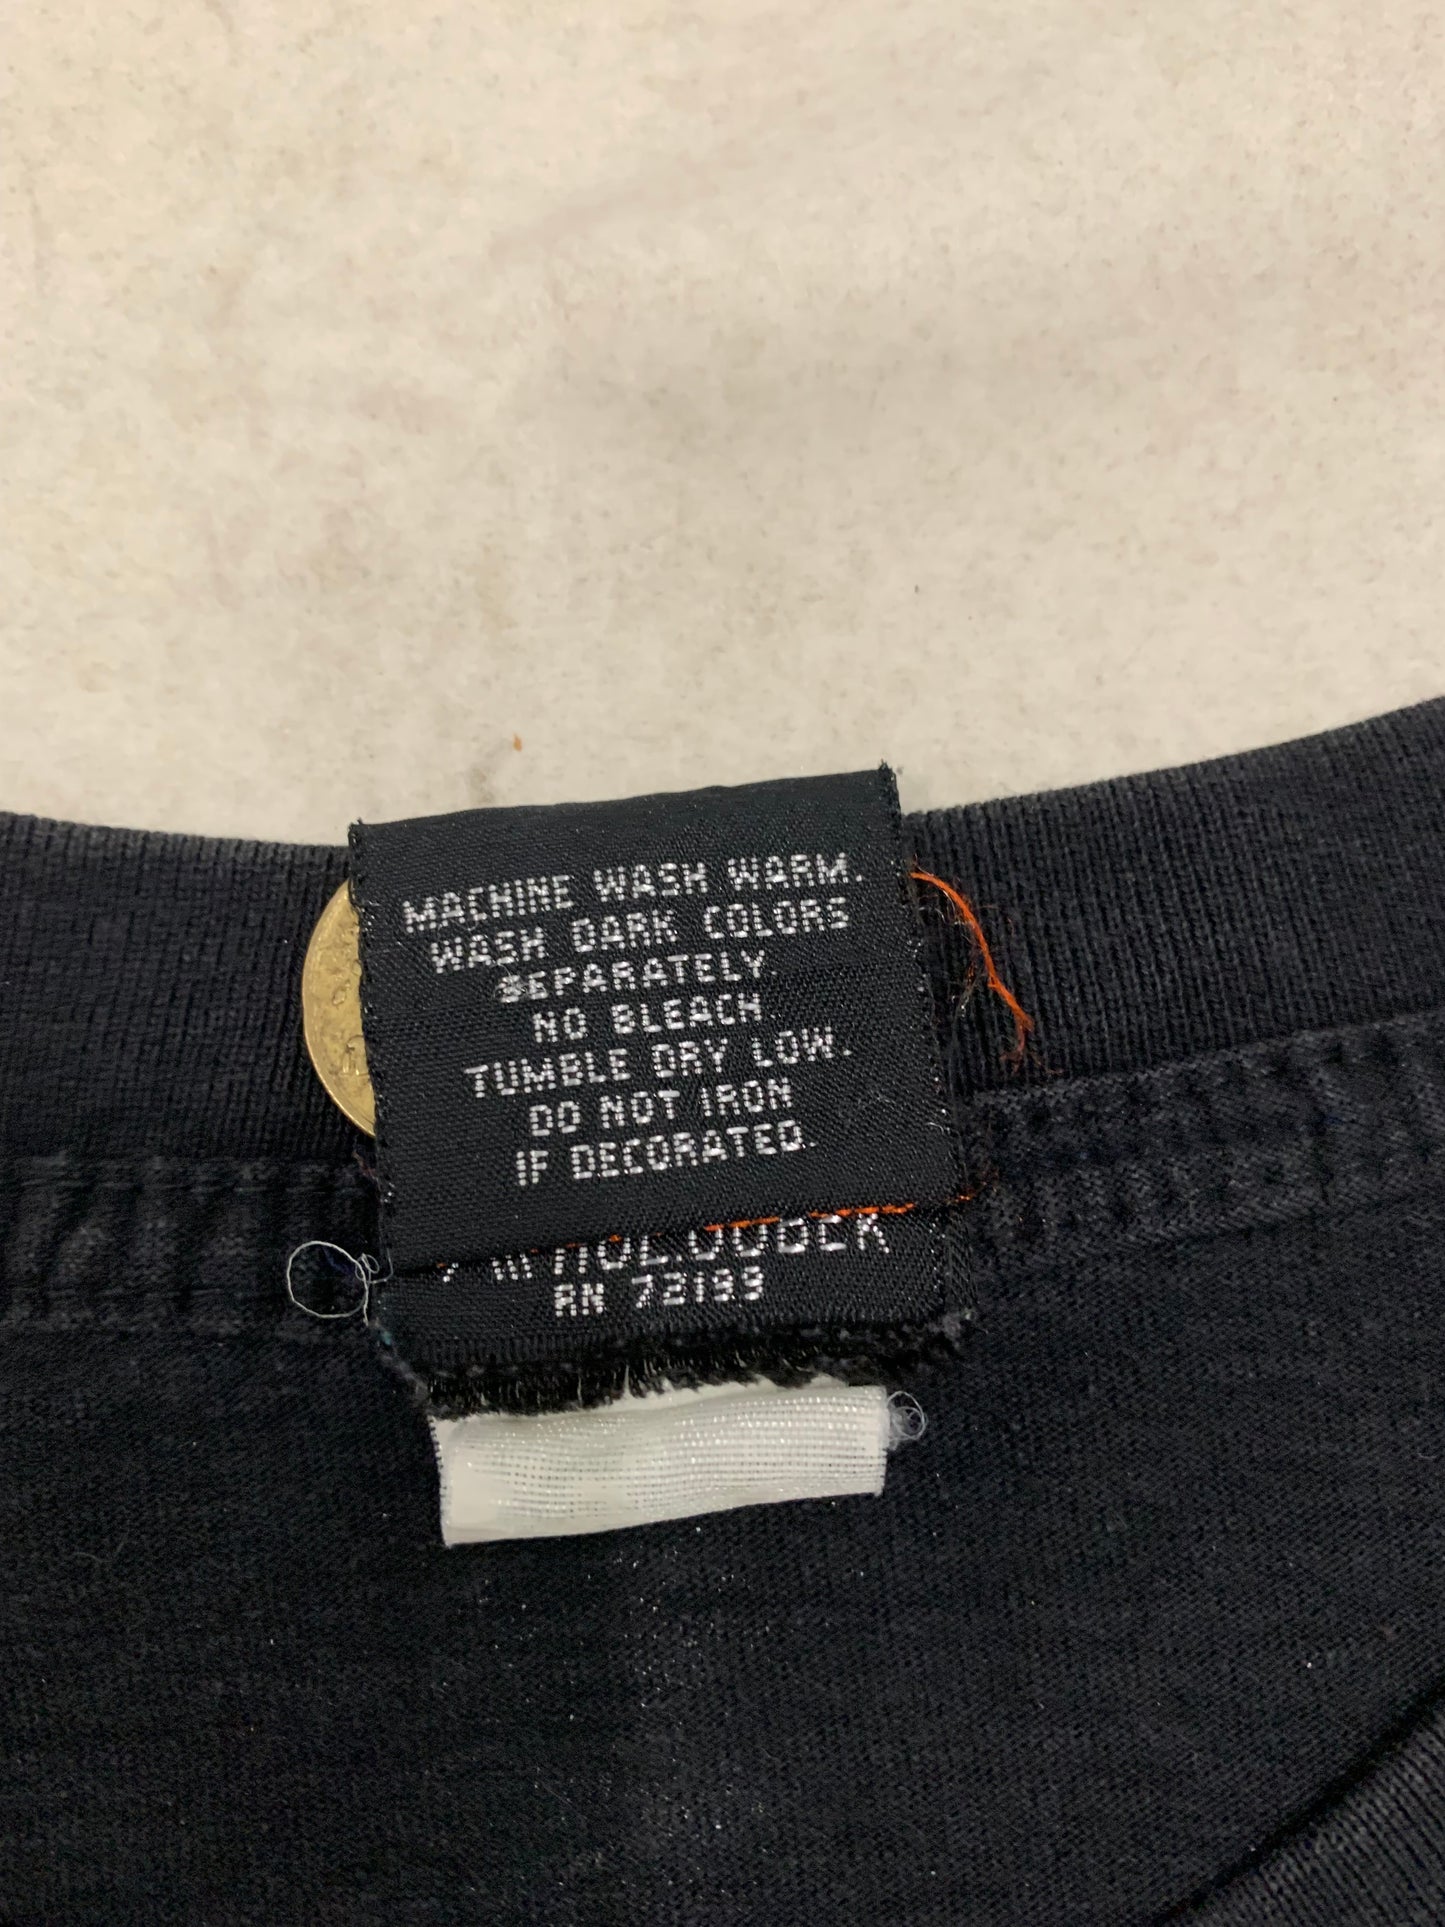 MACHINE WASH WARM.
WASH DARK COLORS
SEPARATELY.
NO BLEACH
TUMBLE DRY LOW.
DO NOT IRON
IF DECORATED.
HOLOUBEK
RN 72199